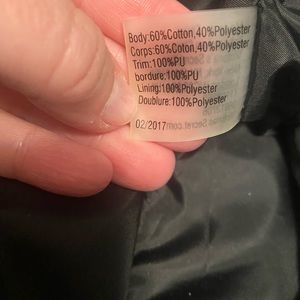 Body:60%Cotton,40%Polyester
Corps:60%Coton,40%Polyester
Trim:100%PU
bordure:100%PU
Lining:100%Polyester
Doublure:100%Polyester
02/2017